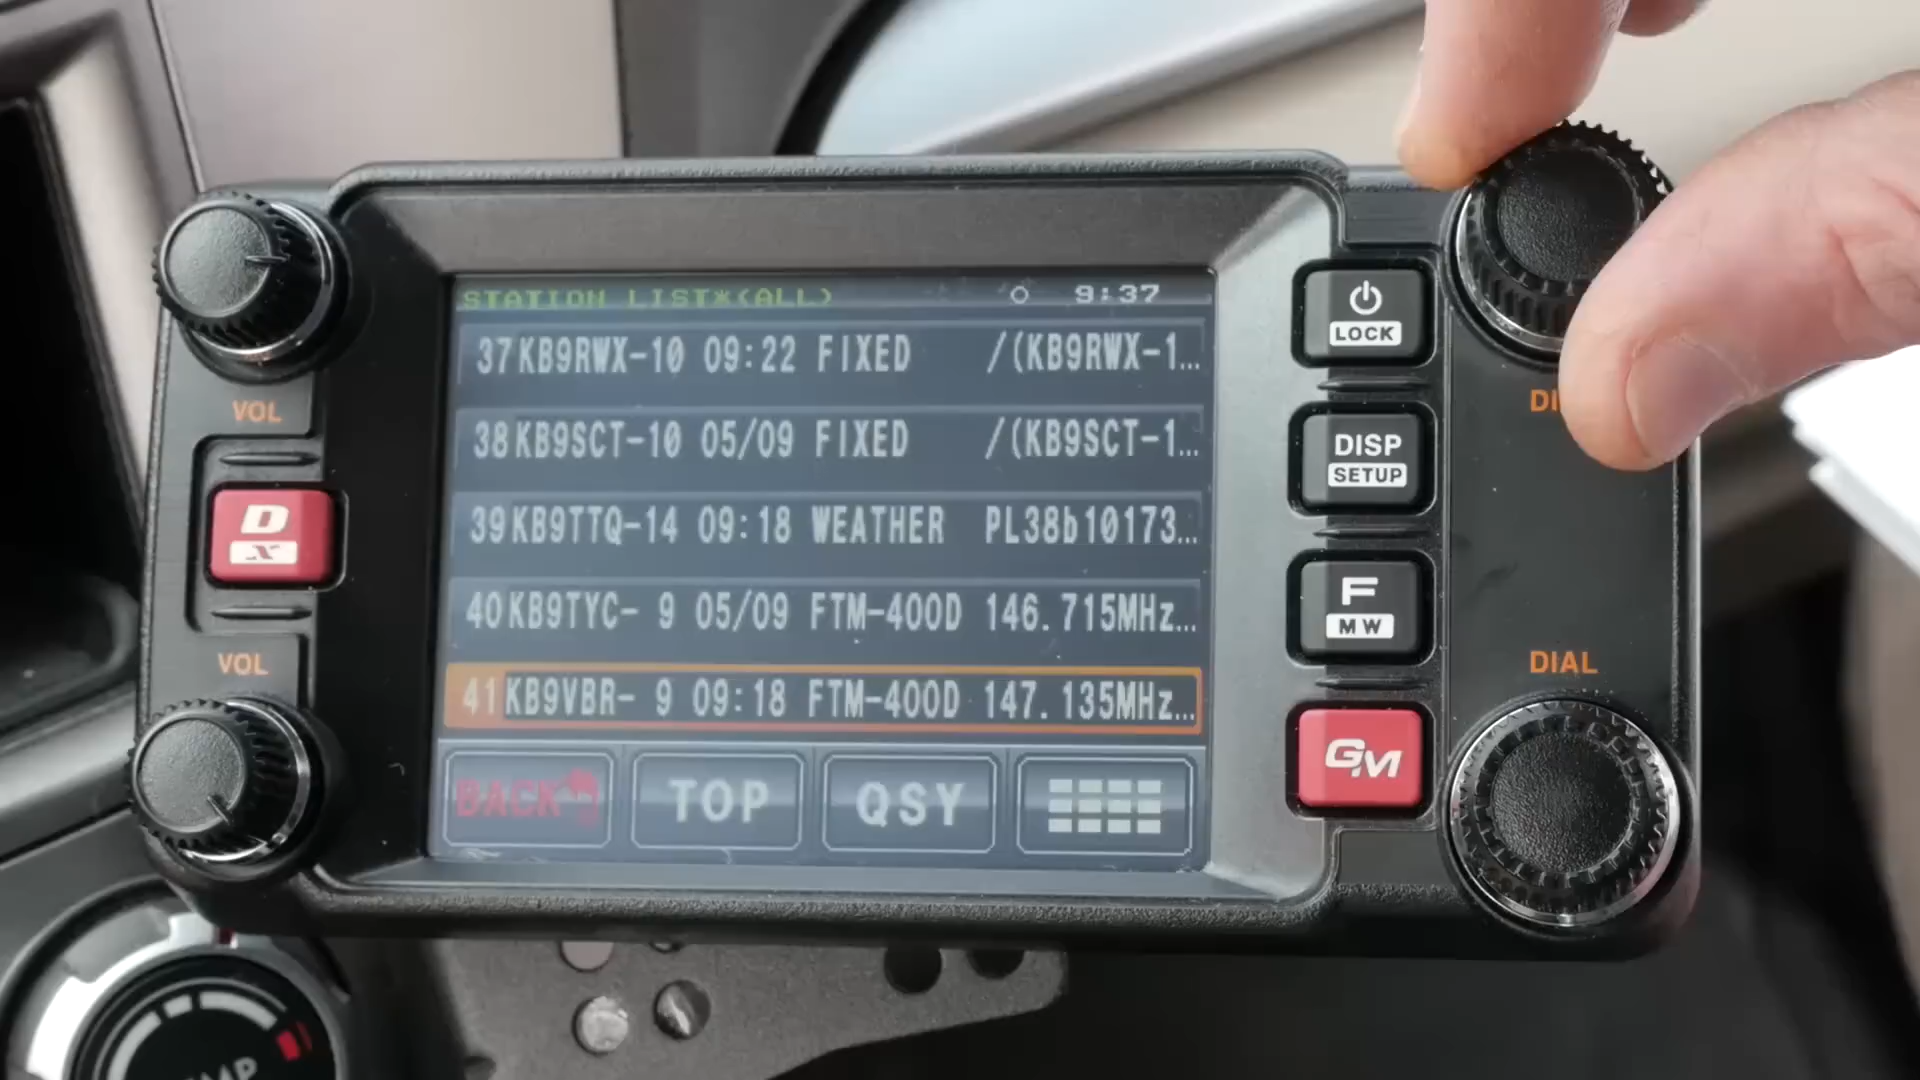 STATION LIST*(ALL) 9:37
37 KB9RWX-10 09:22 FIXED /(KB9RWX-1...
38 KB9SCT-10 05/09 FIXED /(KB9SCT-1...
39 KB9TTQ-14 09:18 WEATHER PL38b10173...
40 KB9TYC- 9 05/09 FTM-400D 146.715MHz...
41 KB9VBR- 9 09:18 FTM-400D 147.135MHz...
BACK TOP QSY
VOL
D
X
VOL
LOCK
DISP
SETUP
F
MW
GM
DI
DIAL